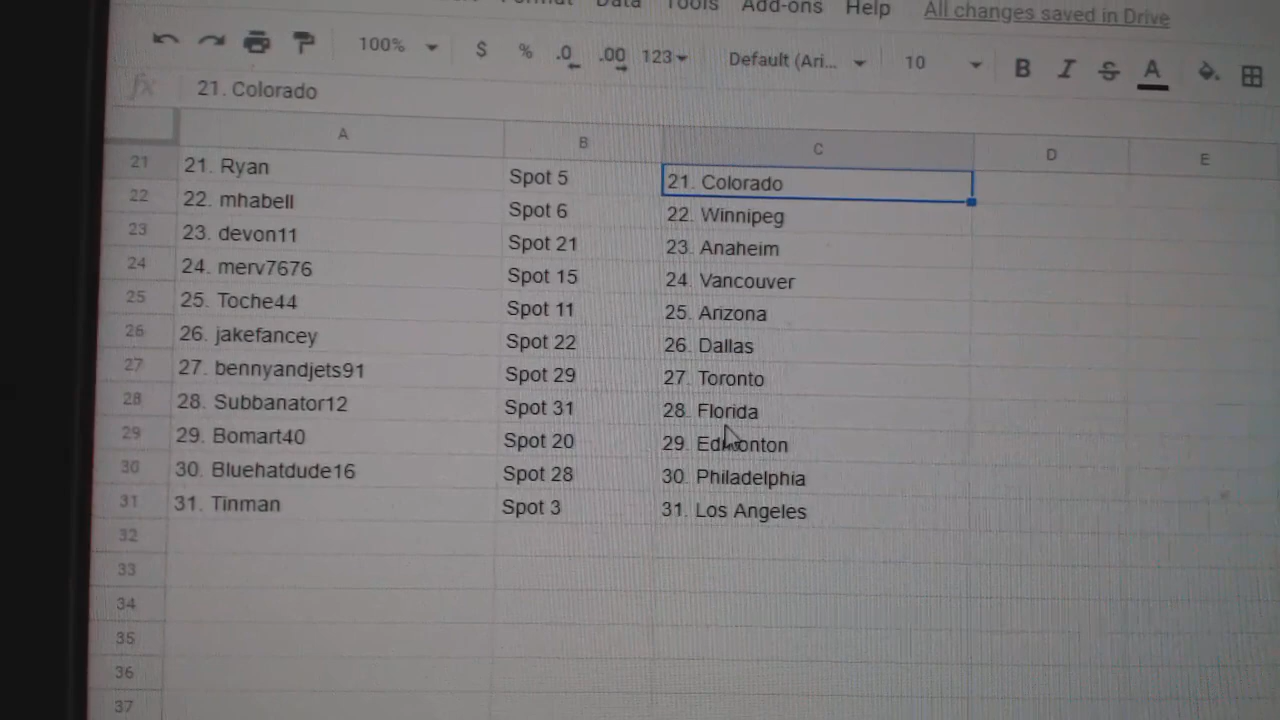 Format Data Tools Add-ons Help All changes saved in Drive
100% $ % .0 .00 123 Default (Ari... 10 B I S A
fx 21. Colorado
A B C D E
21 21. Ryan Spot 5 21. Colorado
22 22. mhabell Spot 6 22. Winnipeg
23 23. devon11 Spot 21 23. Anaheim
24 24. merv7676 Spot 15 24. Vancouver
25 25. Toche44 Spot 11 25. Arizona
26 26. jakefancey Spot 22 26. Dallas
27 27. bennyandjets91 Spot 29 27. Toronto
28 28. Subbanator12 Spot 31 28. Florida
29 29. Bomart40 Spot 20 29. Edmonton
30 30. Bluehatdude16 Spot 28 30. Philadelphia
31 31. Tinman Spot 3 31. Los Angeles
32
33
34
35
36
37